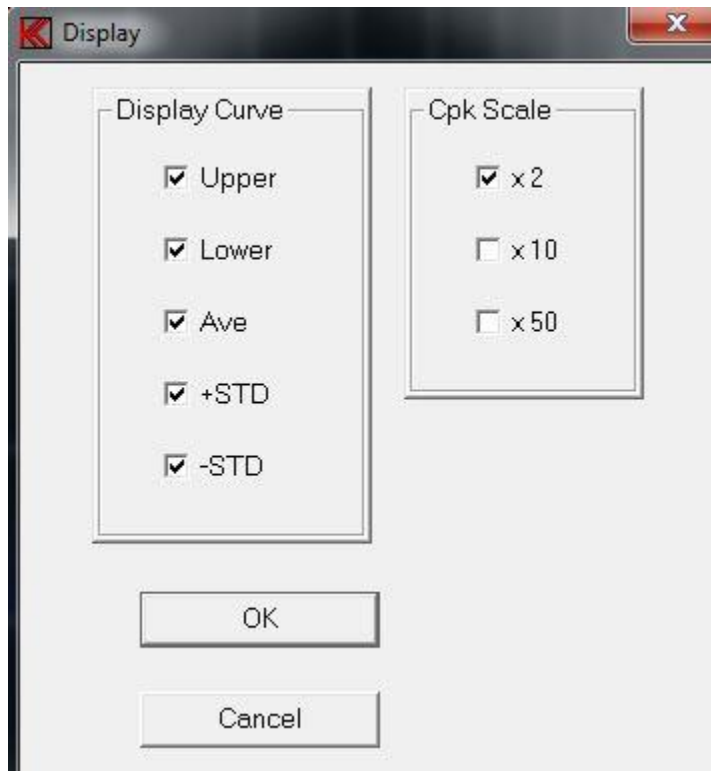 Display
Display Curve
Upper
Lower
Ave
+STD
-STD
Cpk Scale
x 2
x 10
x 50
OK
Cancel